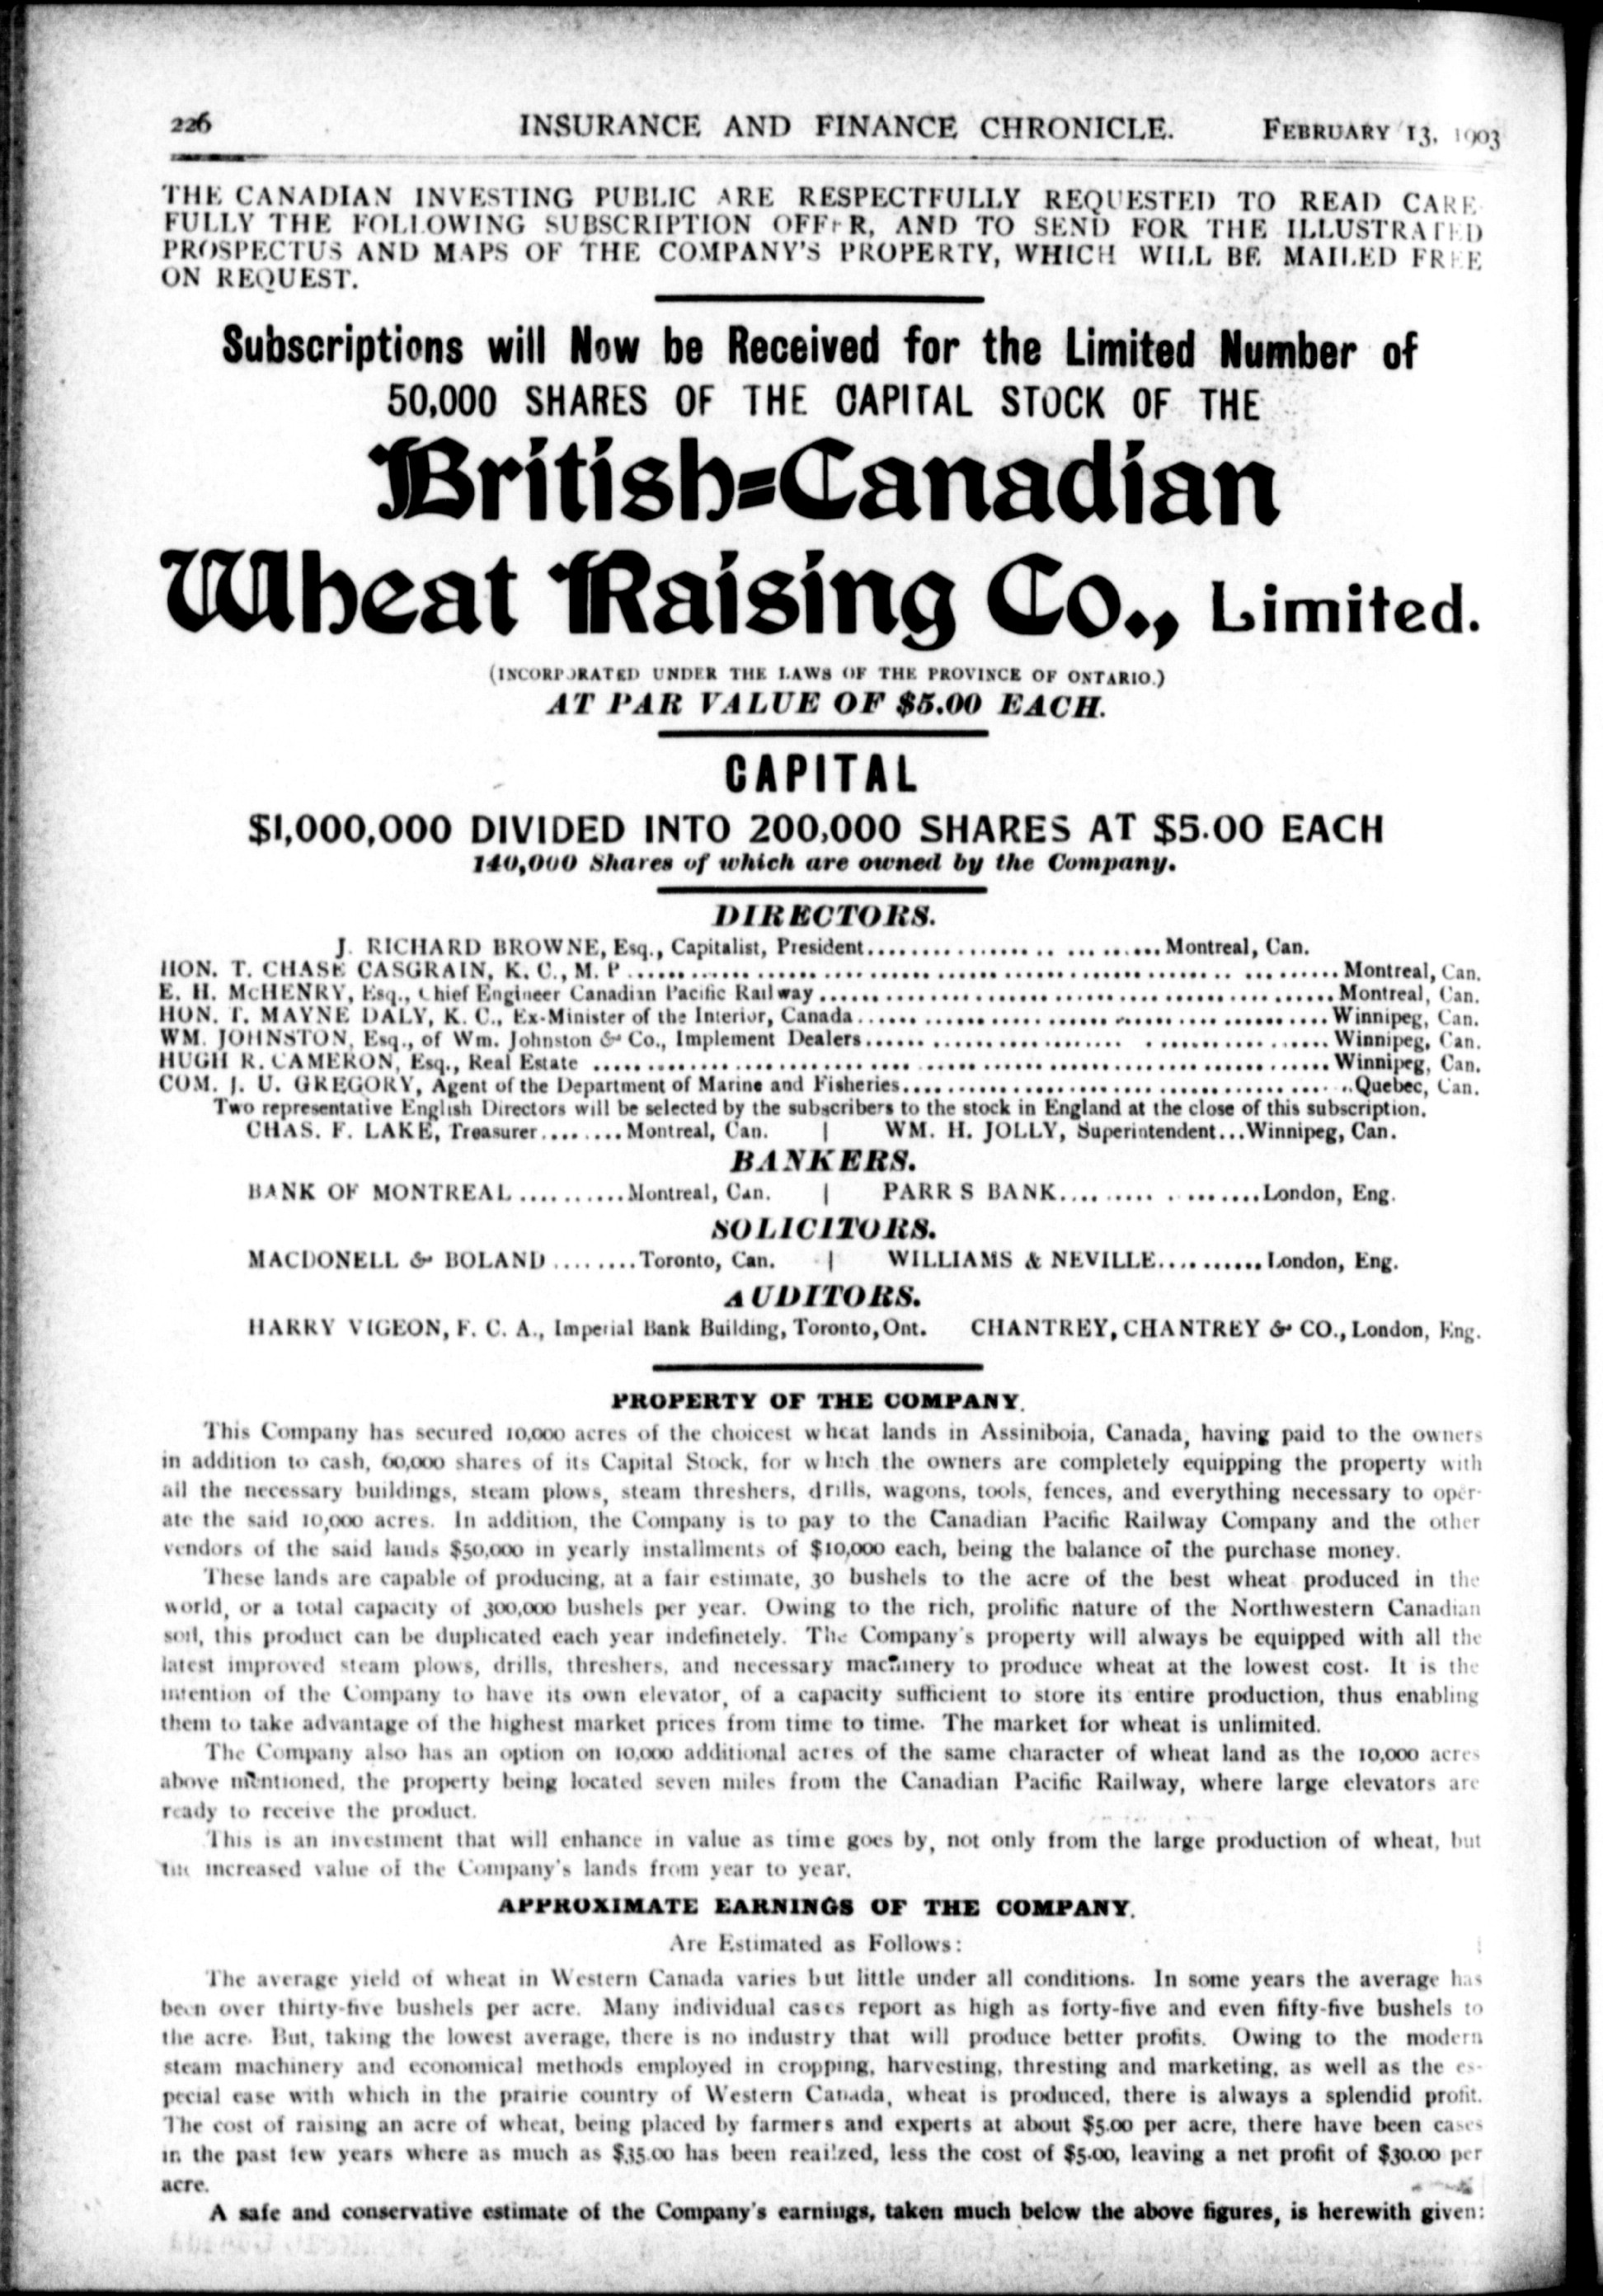 226 INSURANCE AND FINANCE CHRONICLE. FEBRUARY 13, 1903
THE CANADIAN INVESTING PUBLIC ARE RESPECTFULLY REQUESTED TO READ CARE-
FULLY THE FOLLOWING SUBSCRIPTION OFFER, AND TO SEND FOR THE ILLUSTRATED
PROSPECTUS AND MAPS OF THE COMPANY'S PROPERTY, WHICH WILL BE MAILED FREE
ON REQUEST.
Subscriptions will Now be Received for the Limited Number of
50,000 SHARES OF THE CAPITAL STOCK OF THE
British-Canadian
Wheat Raising Co., Limited.
(INCORPORATED UNDER THE LAWS OF THE PROVINCE OF ONTARIO.)
AT PAR VALUE OF $5.00 EACH.
CAPITAL
$1,000,000 DIVIDED INTO 200,000 SHARES AT $5.00 EACH
140,000 Shares of which are owned by the Company.
DIRECTORS.
J. RICHARD BROWNE, Esq., Capitalist, President.......... Montreal, Can.
HON. T. CHASE CASGRAIN, K. C., M. P.......... Montreal, Can.
E. H. McHENRY, Esq., Chief Engineer Canadian Pacific Railway.......... Montreal, Can.
HON. T. MAYNE DALY, K. C., Ex-Minister of the Interior, Canada.......... Winnipeg, Can.
WM. JOHNSTON, Esq., of Wm. Johnston & Co., Implement Dealers.......... Winnipeg, Can.
HUGH R. CAMERON, Esq., Real Estate .......... Winnipeg, Can.
COM. J. U. GREGORY, Agent of the Department of Marine and Fisheries.......... Quebec, Can.
Two representative English Directors will be selected by the subscribers to the stock in England at the close of this subscription.
CHAS. F. LAKE, Treasurer........ Montreal, Can. | WM. H. JOLLY, Superintendent...Winnipeg, Can.
BANKERS.
BANK OF MONTREAL ..........Montreal, Can. | PARR S BANK.......... London, Eng.
SOLICITORS.
MACDONELL & BOLAND ........Toronto, Can. | WILLIAMS & NEVILLE.......... London, Eng.
AUDITORS.
HARRY VIGEON, F. C. A., Imperial Bank Building, Toronto, Ont. CHANTREY, CHANTREY & CO., London, Eng.
PROPERTY OF THE COMPANY.
This Company has secured 10,000 acres of the choicest wheat lands in Assiniboia, Canada, having paid to the owners
in addition to cash, 60,000 shares of its Capital Stock, for which the owners are completely equipping the property with
all the necessary buildings, steam plows, steam threshers, drills, wagons, tools, fences, and everything necessary to oper-
ate the said 10,000 acres. In addition, the Company is to pay to the Canadian Pacific Railway Company and the other
vendors of the said lands $50,000 in yearly installments of $10,000 each, being the balance of the purchase money.
These lands are capable of producing, at a fair estimate, 30 bushels to the acre of the best wheat produced in the
world, or a total capacity of 300,000 bushels per year. Owing to the rich, prolific nature of the Northwestern Canadian
soil, this product can be duplicated each year indefinetely. The Company's property will always be equipped with all the
latest improved steam plows, drills, threshers, and necessary machinery to produce wheat at the lowest cost. It is the
intention of the Company to have its own elevator, of a capacity sufficient to store its entire production, thus enabling
them to take advantage of the highest market prices from time to time. The market for wheat is unlimited.
The Company also has an option on 10,000 additional acres of the same character of wheat land as the 10,000 acres
above mentioned, the property being located seven miles from the Canadian Pacific Railway, where large elevators are
ready to receive the product.
This is an investment that will enhance in value as time goes by, not only from the large production of wheat, but
the increased value of the Company's lands from year to year.
APPROXIMATE EARNINGS OF THE COMPANY.
Are Estimated as Follows:
The average yield of wheat in Western Canada varies but little under all conditions. In some years the average has
been over thirty-five bushels per acre. Many individual cases report as high as forty-five and even fifty-five bushels to
the acre. But, taking the lowest average, there is no industry that will produce better profits. Owing to the modern
steam machinery and economical methods employed in cropping, harvesting, thresting and marketing, as well as the es-
pecial ease with which in the prairie country of Western Canada, wheat is produced, there is always a splendid profit.
The cost of raising an acre of wheat, being placed by farmers and experts at about $5.00 per acre, there have been cases
in the past few years where as much as $35.00 has been realized, less the cost of $5.00, leaving a net profit of $30.00 per
acre.
A safe and conservative estimate of the Company's earnings, taken much below the above figures, is herewith given: